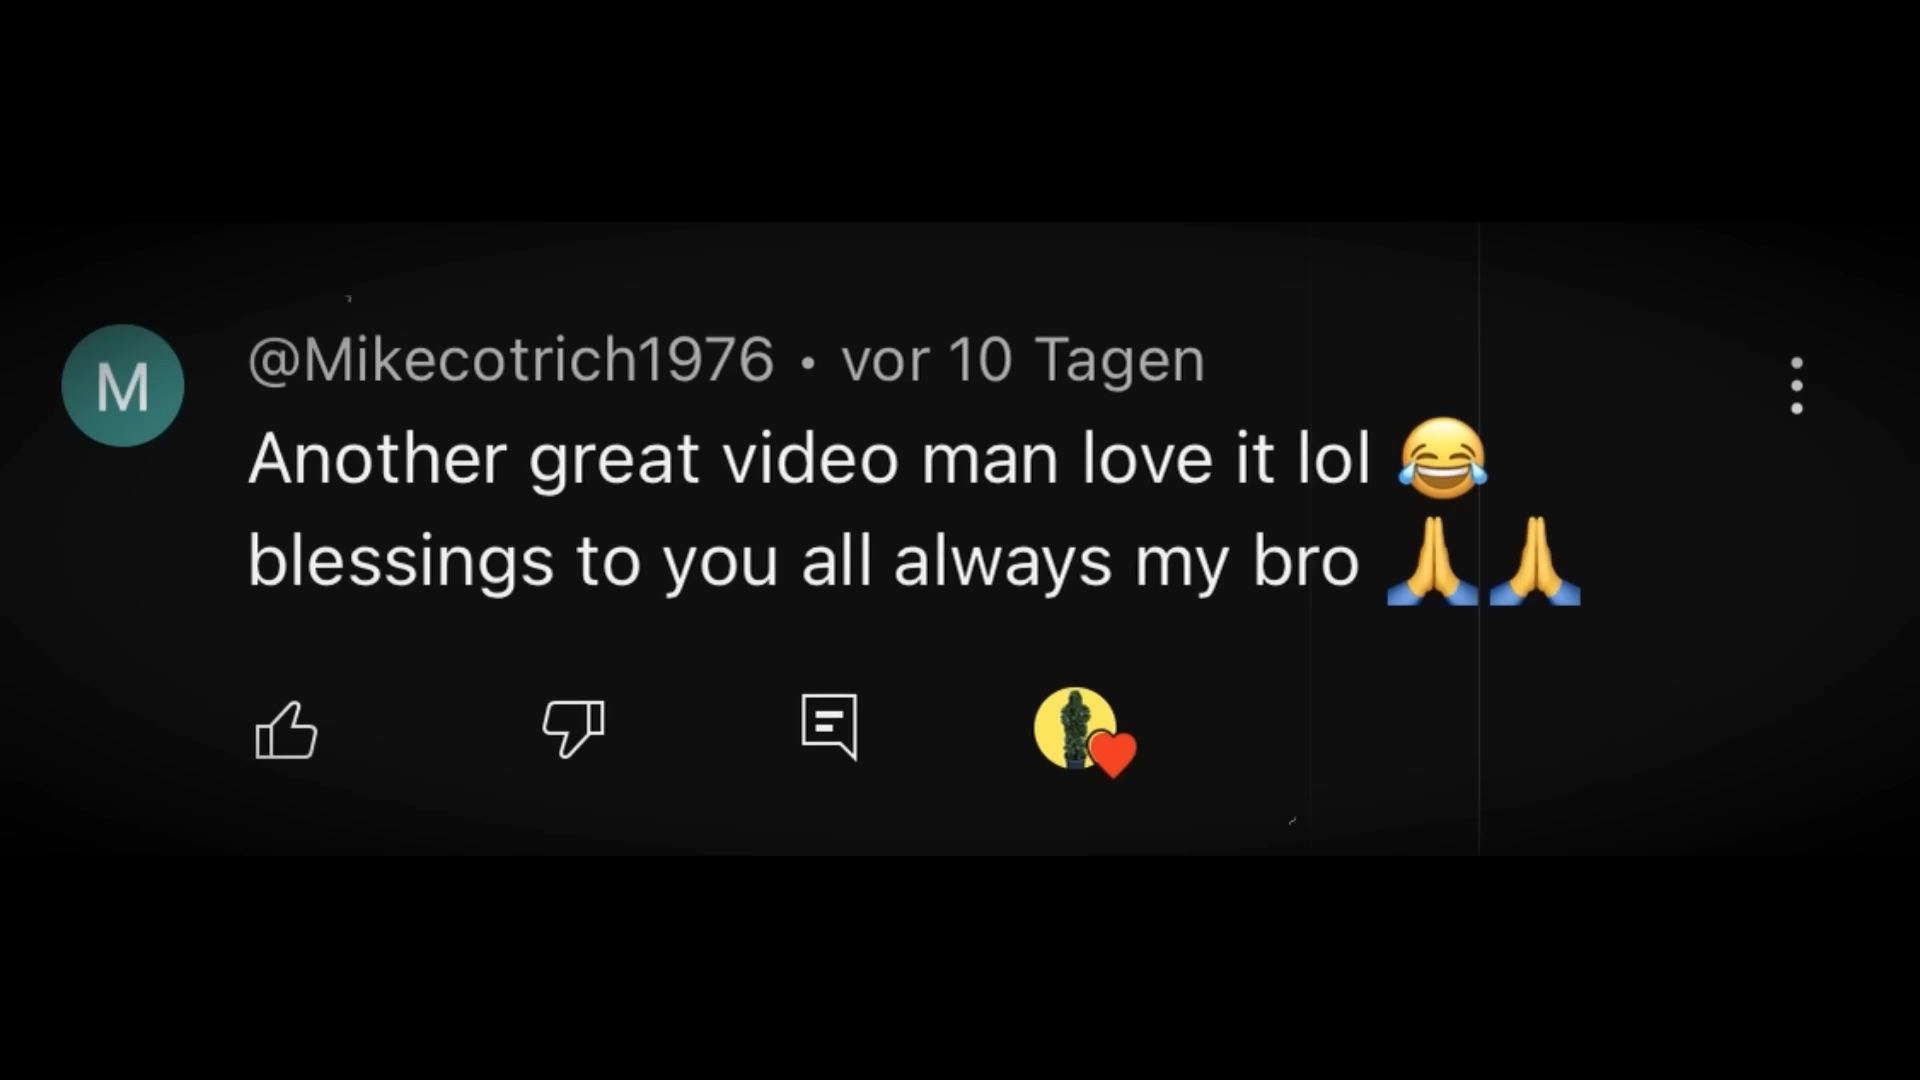 M
@Mikecotrich1976 • vor 10 Tagen
Another great video man love it lol 😂
blessings to you all always my bro 🙏🙏